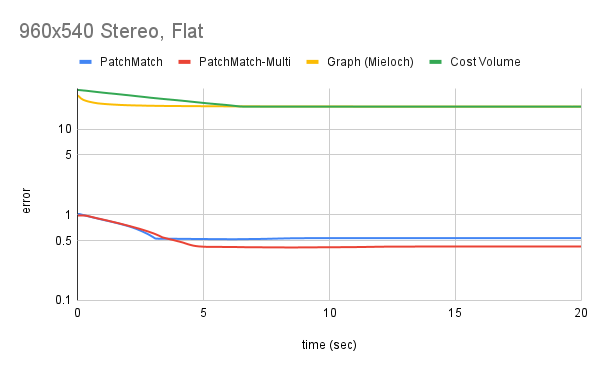 960x540 Stereo, Flat
PatchMatch PatchMatch-Multi Graph (Mieloch) Cost Volume
10
5
1
0.5
0.1
error
0 5 10 15 20
time (sec)